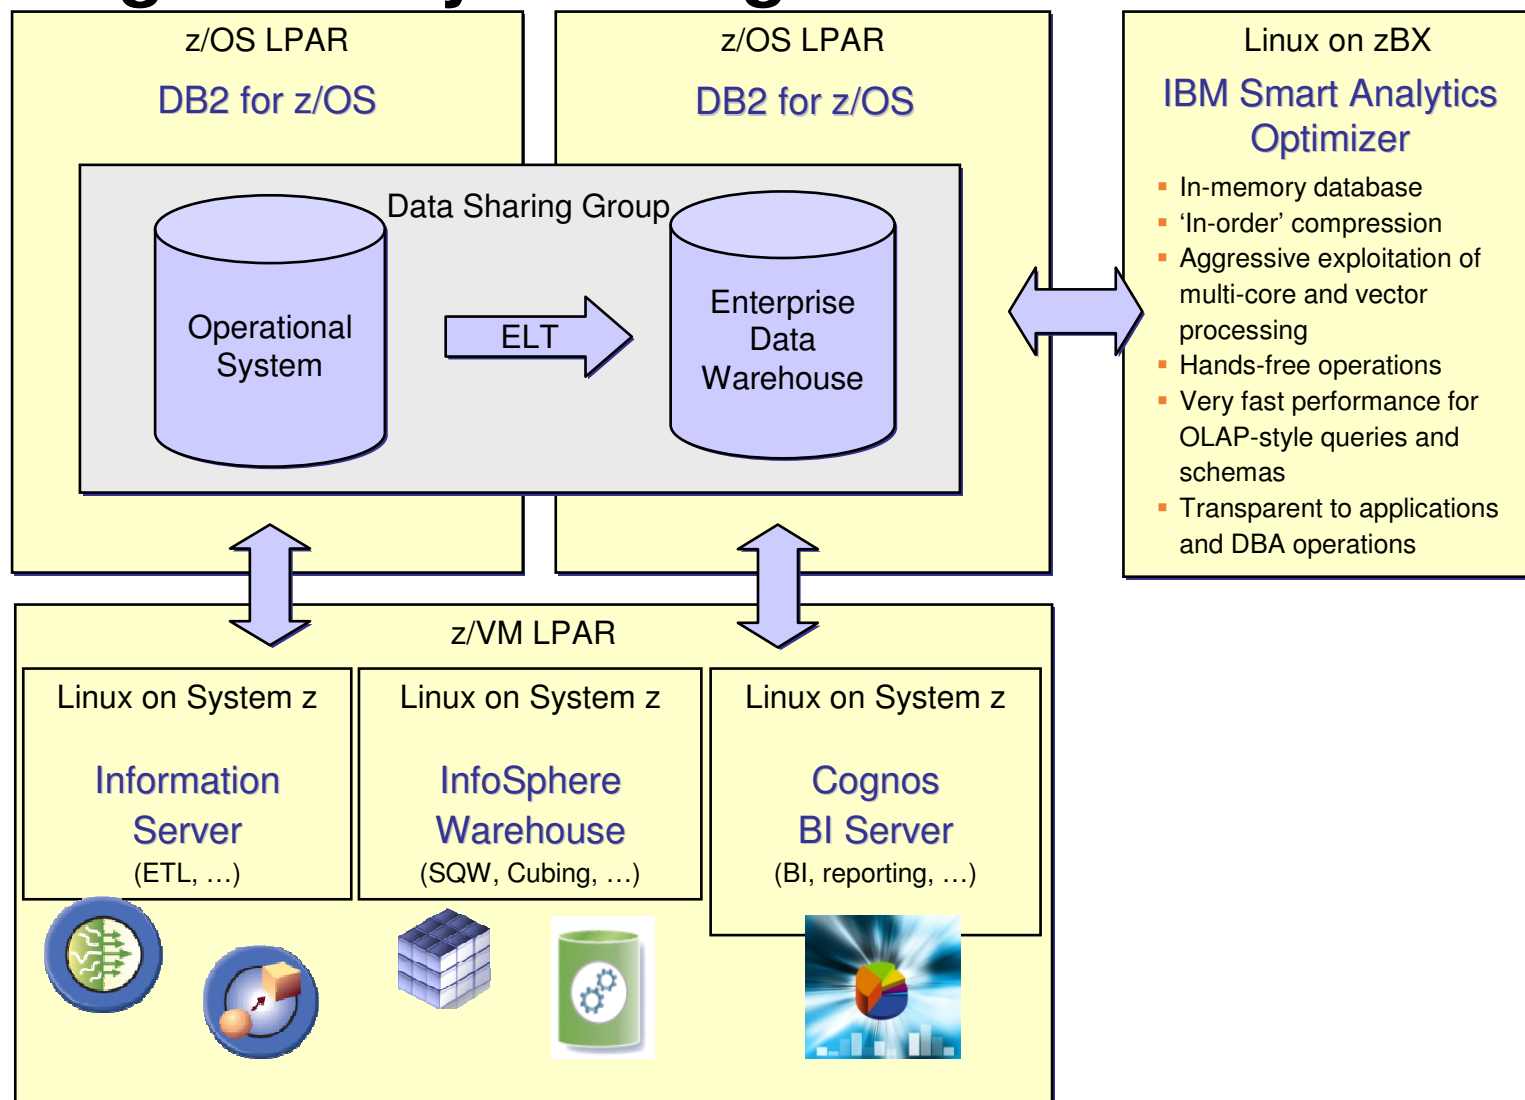 z/OS LPAR
DB2 for z/OS
z/OS LPAR
DB2 for z/OS
Data Sharing Group
Operational
System
ELT
Enterprise
Data
Warehouse
Linux on zBX
IBM Smart Analytics
Optimizer
▪ In-memory database
▪ ‘In-order’ compression
▪ Aggressive exploitation of
multi-core and vector
processing
▪ Hands-free operations
▪ Very fast performance for
OLAP-style queries and
schemas
▪ Transparent to applications
and DBA operations
z/VM LPAR
Linux on System z
Information
Server
(ETL, …)
Linux on System z
InfoSphere
Warehouse
(SQW, Cubing, …)
Linux on System z
Cognos
BI Server
(BI, reporting, …)